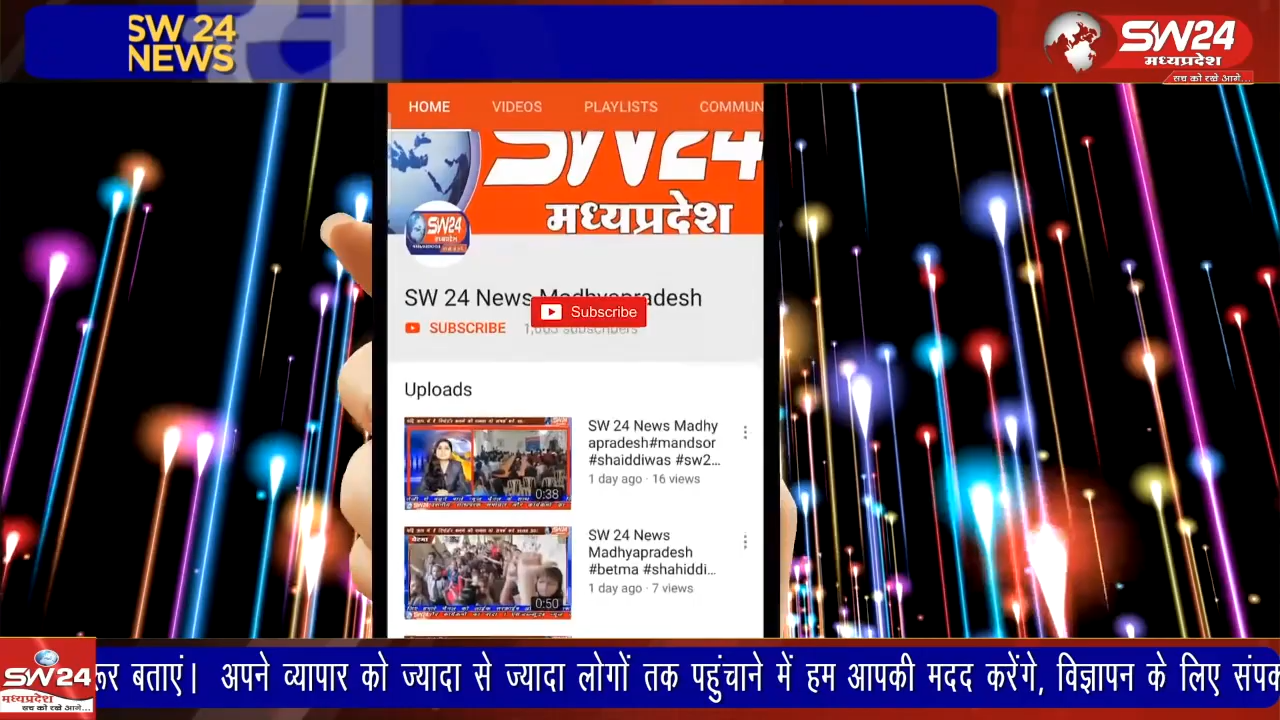 SW 24
NEWS
SW24
मध्यप्रदेश
सच को रखे आगे...
HOME VIDEOS PLAYLISTS COMMUN
SW24
मध्यप्रदेश
SW24
SW 24 News Madhyapradesh
Subscribe
SUBSCRIBE subscribers
Uploads
SW 24 News Madhy
apradesh#mandsor
#shaiddiwas #sw2...
1 day ago · 16 views
0:38
SW 24 News
Madhyapradesh
#betma #shahiddi...
1 day ago · 7 views
0:50
SW24
मध्यप्रदेश
सच को रखे आगे...
बताएं। अपने व्यापार को ज्यादा से ज्यादा लोगों तक पहुंचाने में हम आपकी मदद करेंगे, विज्ञापन के लिए